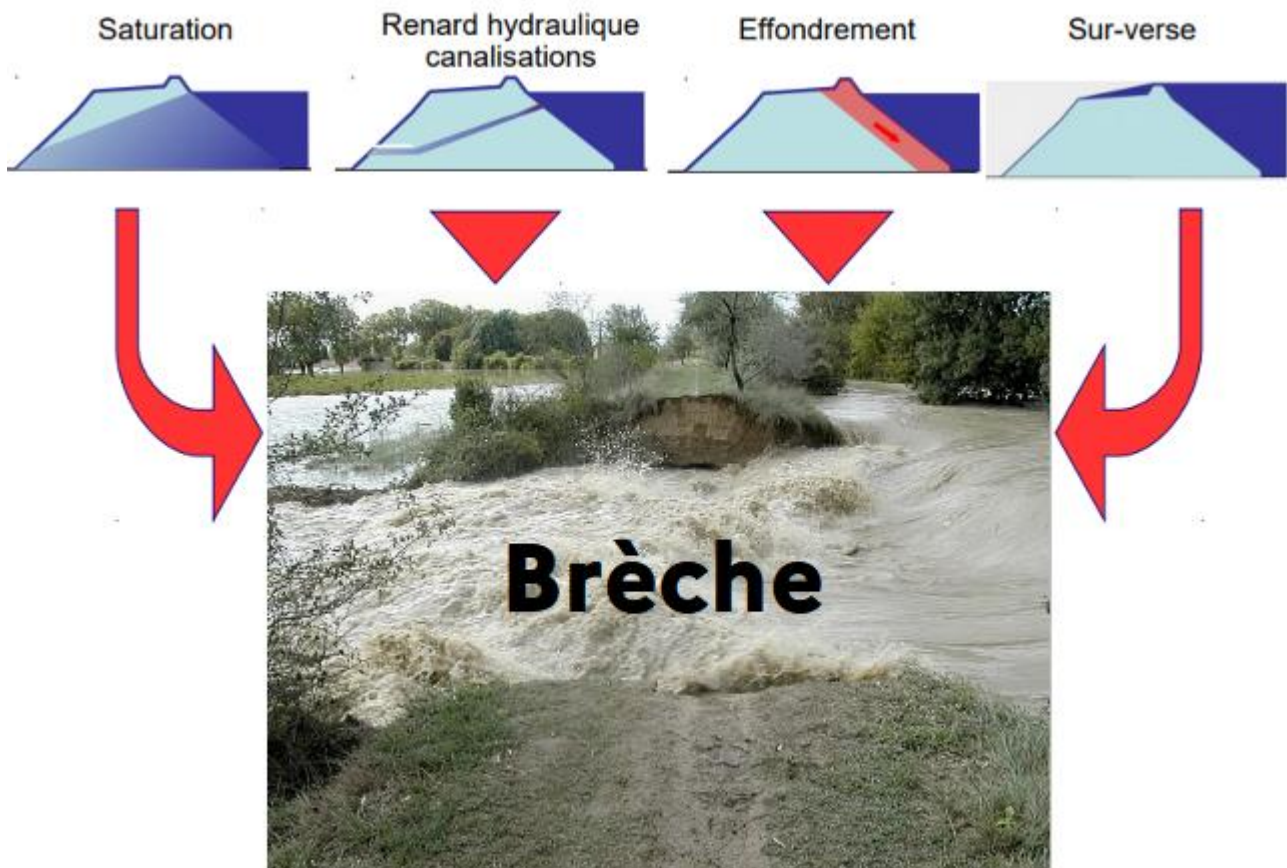 Saturation
Renard hydraulique
canalisations
Effondrement
Sur-verse
Brèche